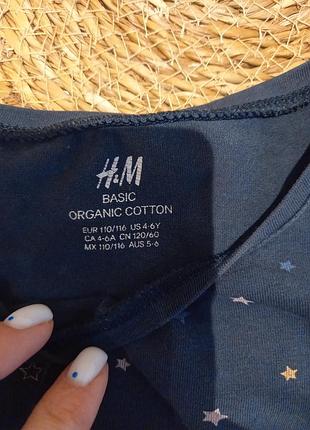 H&M
BASIC
ORGANIC COTTON
EUR 110/116 US 4-6Y
CA 4-6A CN 120/60
MX 110/116 AUS 5-6